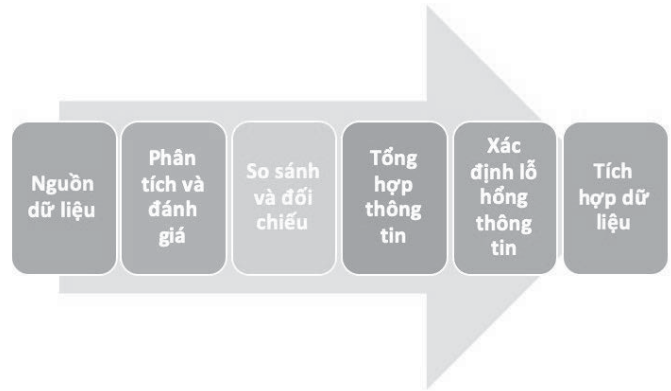 Nguồn
dữ liệu
Phân
tích và
đánh
giá
So sánh
và đối
chiếu
Tổng
hợp
thông
tin
Xác
định lỗ
hổng
thông
tin
Tích
hợp dữ
liệu